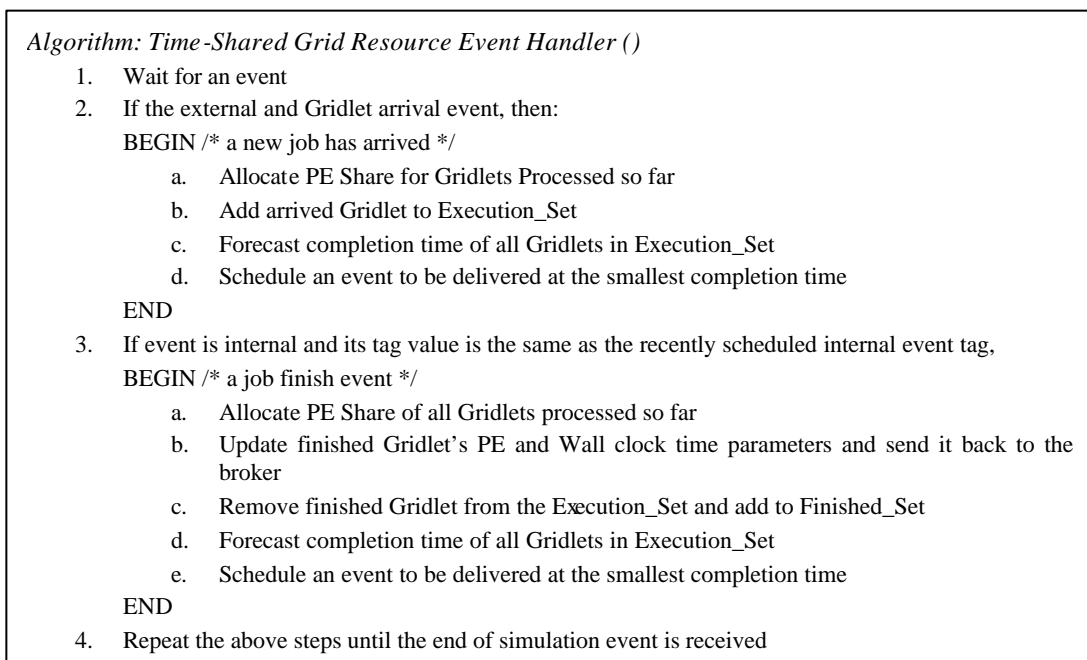 Algorithm: Time-Shared Grid Resource Event Handler ()
1. Wait for an event
2. If the external and Gridlet arrival event, then:
BEGIN /* a new job has arrived */
a. Allocate PE Share for Gridlets Processed so far
b. Add arrived Gridlet to Execution_Set
c. Forecast completion time of all Gridlets in Execution_Set
d. Schedule an event to be delivered at the smallest completion time
END
3. If event is internal and its tag value is the same as the recently scheduled internal event tag,
BEGIN /* a job finish event */
a. Allocate PE Share of all Gridlets processed so far
b. Update finished Gridlet's PE and Wall clock time parameters and send it back to the
broker
c. Remove finished Gridlet from the Execution_Set and add to Finished_Set
d. Forecast completion time of all Gridlets in Execution_Set
e. Schedule an event to be delivered at the smallest completion time
END
4. Repeat the above steps until the end of simulation event is received